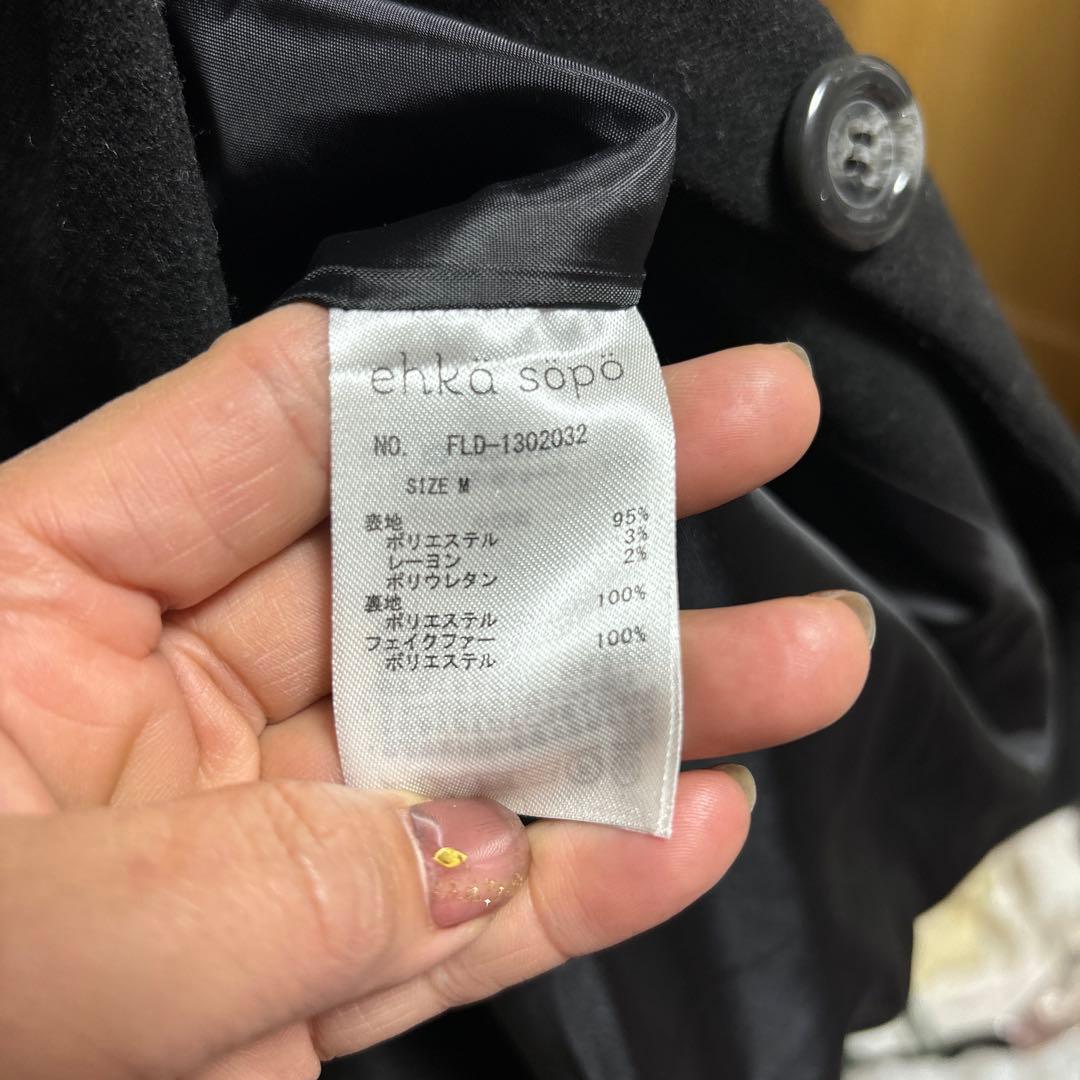 ehkä söpö
NO. FLD-1302032
SIZE M
表地
ポリエステル 95%
レーヨン 3%
ポリウレタン 2%
裏地
ポリエステル 100%
フェイクファー
ポリエステル 100%